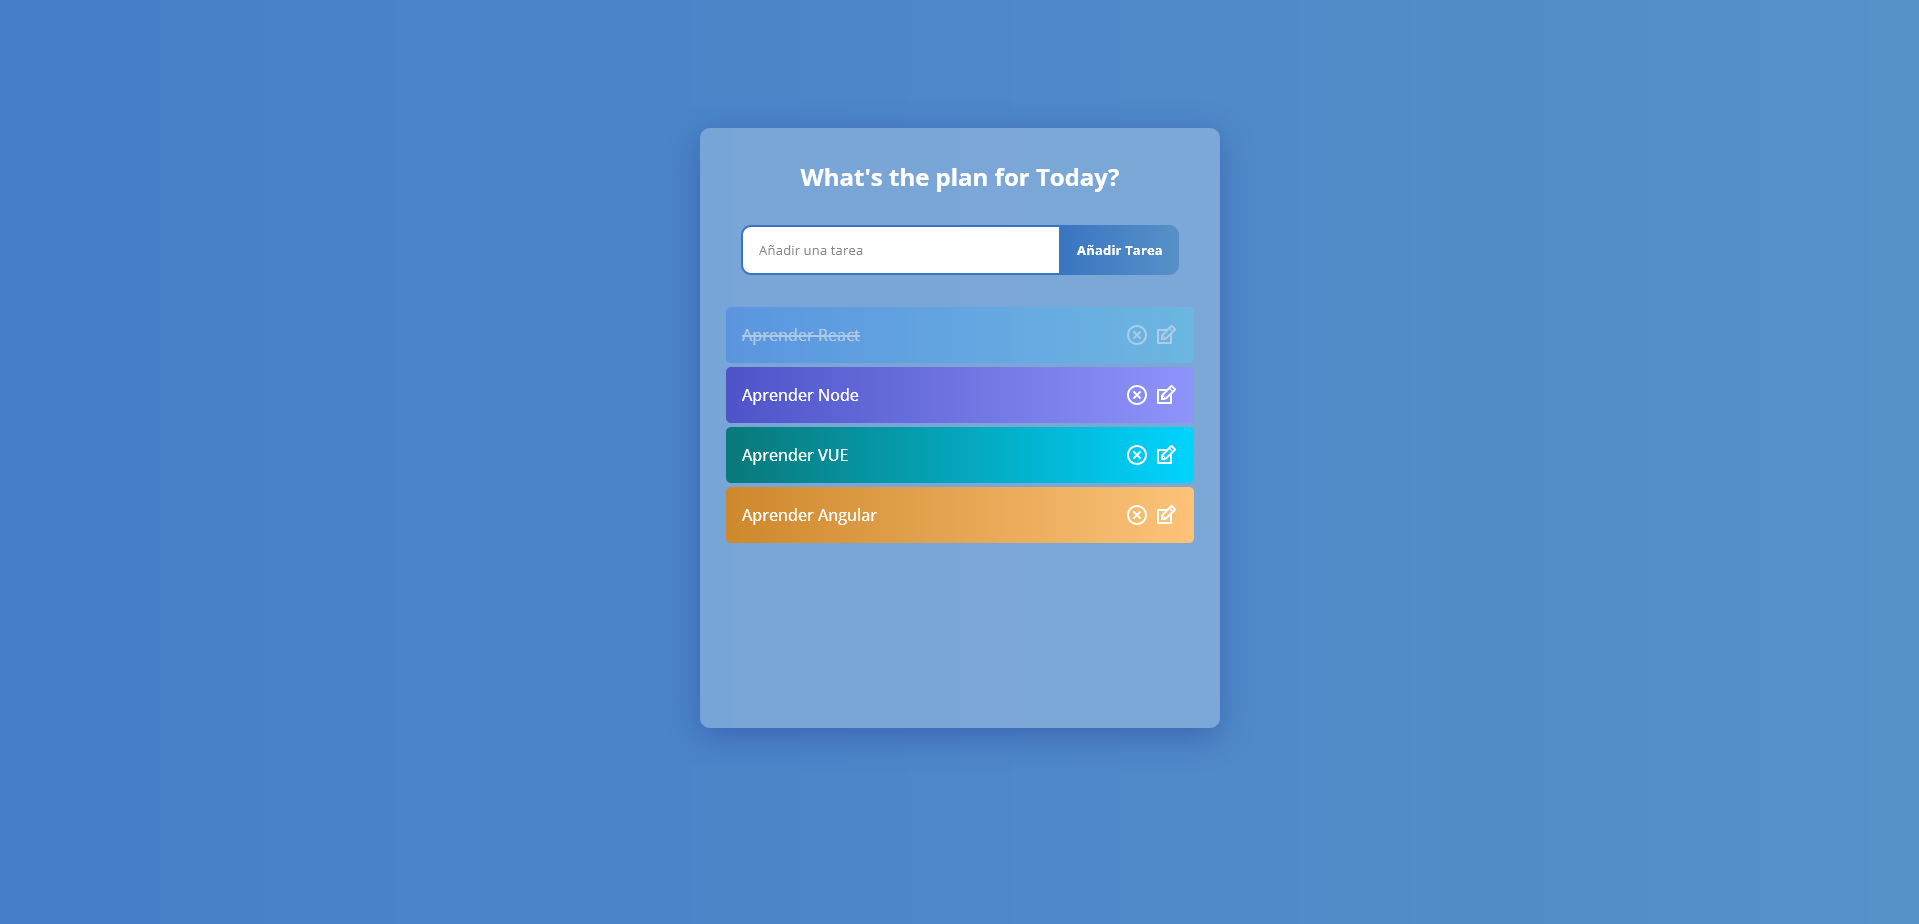 What's the plan for Today?
Añadir una tarea
Añadir Tarea
Aprender React
Aprender Node
Aprender VUE
Aprender Angular